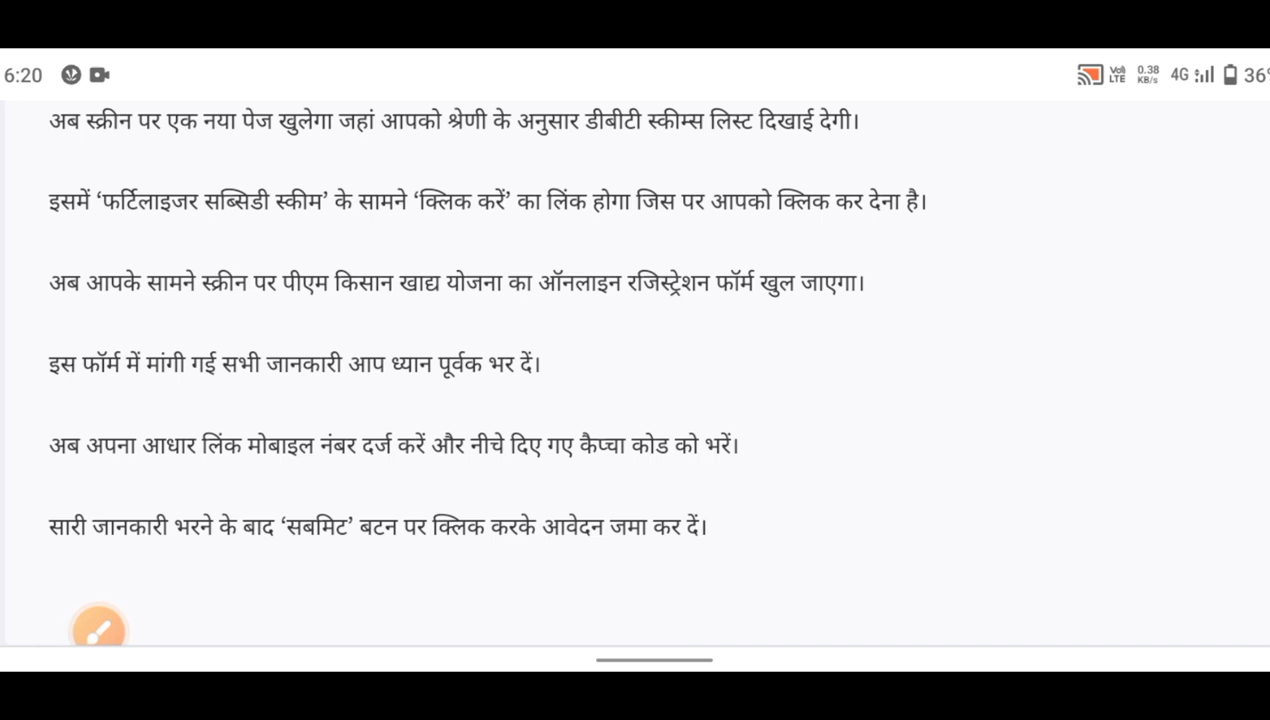 6:20 Vo) LTE 0.38 KB/s 4G 36°
अब स्क्रीन पर एक नया पेज खुलेगा जहां आपको श्रेणी के अनुसार डीबीटी स्कीम्स लिस्ट दिखाई देगी।
इसमें ‘फर्टिलाइजर सब्सिडी स्कीम’ के सामने ‘क्लिक करें’ का लिंक होगा जिस पर आपको क्लिक कर देना है।
अब आपके सामने स्क्रीन पर पीएम किसान खाद्य योजना का ऑनलाइन रजिस्ट्रेशन फॉर्म खुल जाएगा।
इस फॉर्म में मांगी गई सभी जानकारी आप ध्यान पूर्वक भर दें।
अब अपना आधार लिंक मोबाइल नंबर दर्ज करें और नीचे दिए गए कैप्चा कोड को भरें।
सारी जानकारी भरने के बाद ‘सबमिट’ बटन पर क्लिक करके आवेदन जमा कर दें।